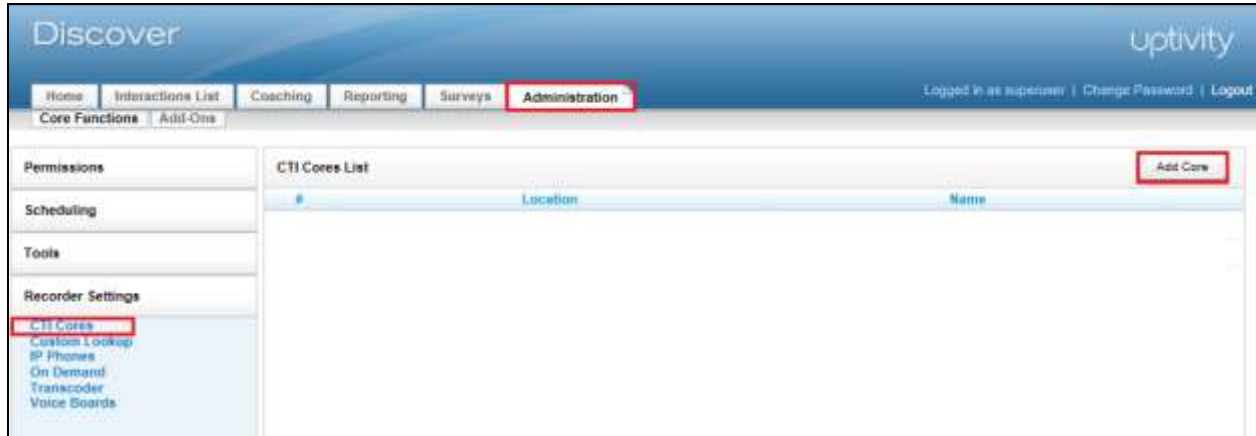 Discover
uptivity
Home Interactions List Coaching Reporting Surveys Administration
Logged in as superuser | Change Password | Logout
Core Functions Add-Ons
Permissions
CTI Cores List
Add Core
# Location Name
Scheduling
Tools
Recorder Settings
CTI Cores
Custom Lookup
IP Phones
On Demand
Transcoder
Voice Boards